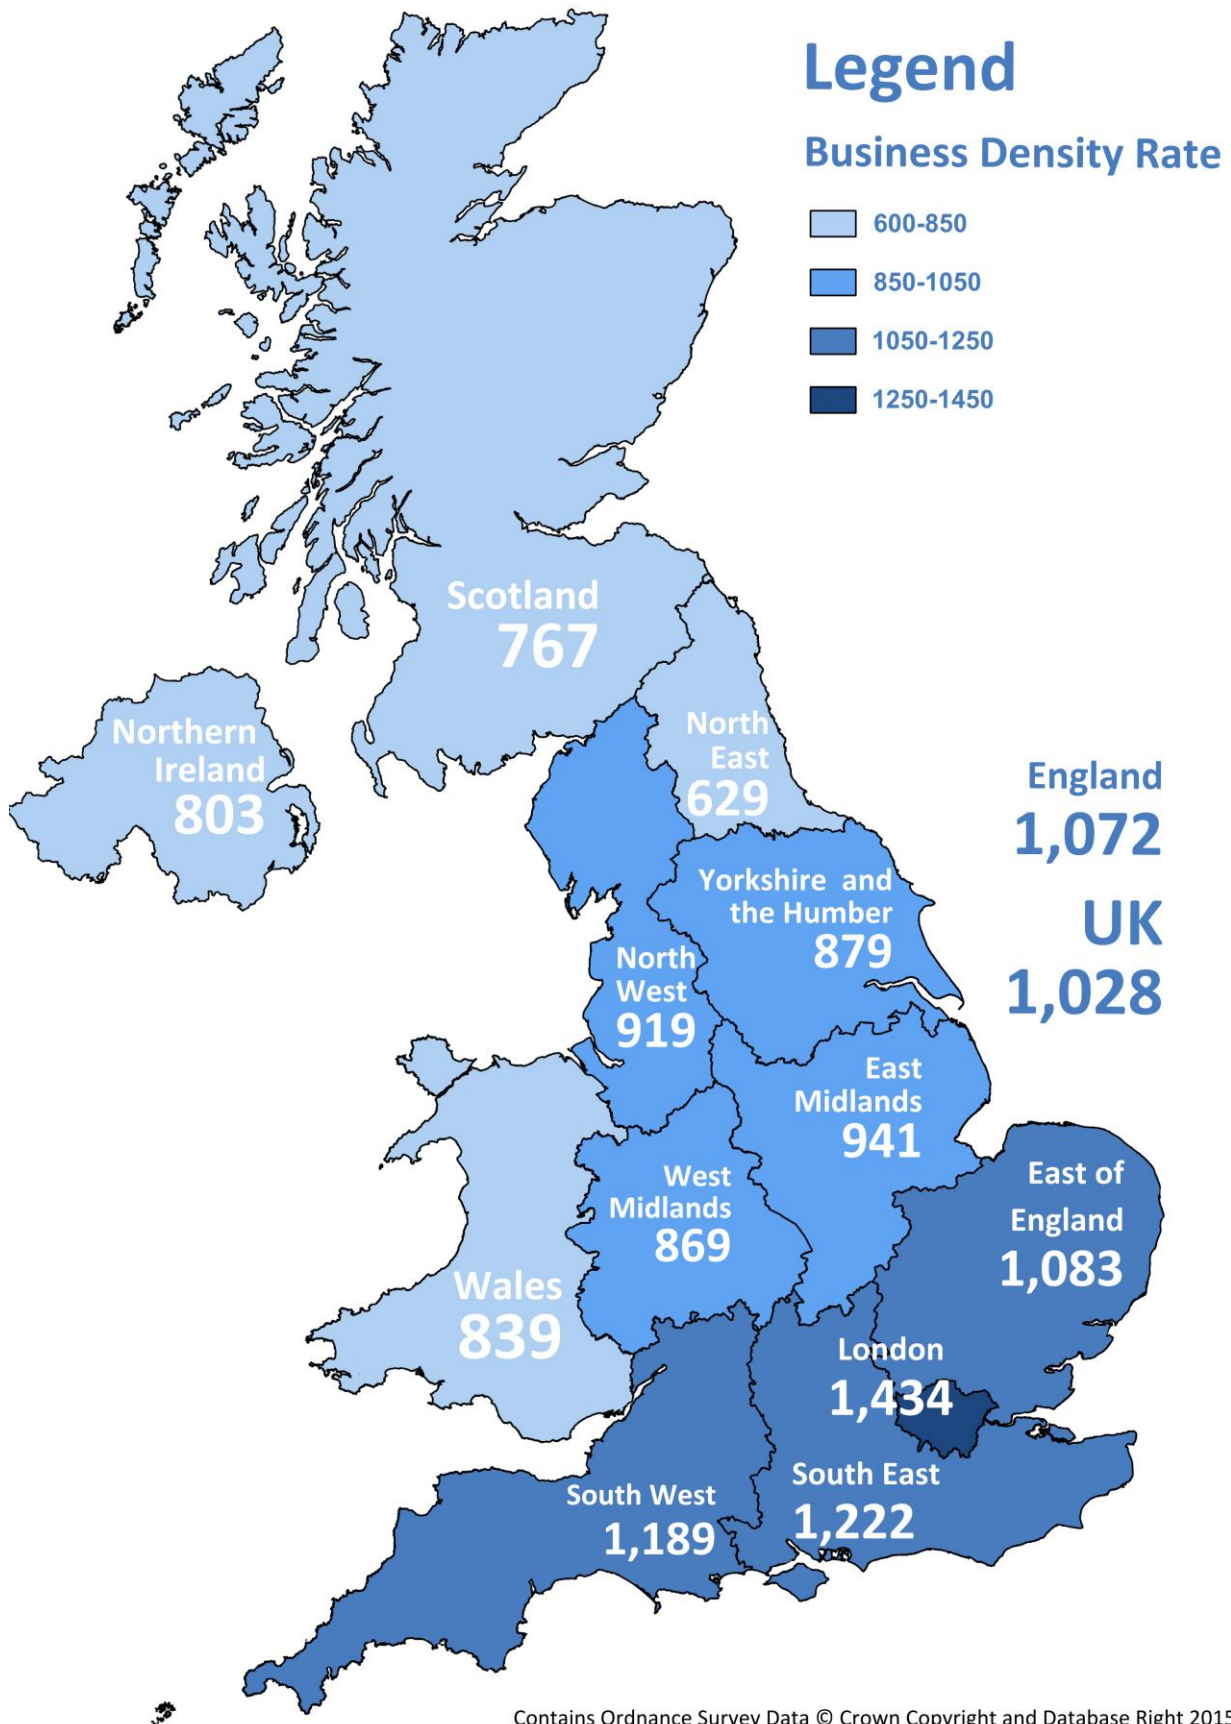 Legend
Business Density Rate
600-850
850-1050
1050-1250
1250-1450
Scotland
767
Northern
Ireland
803
North
East
629
England
1,072
UK
1,028
Yorkshire and
the Humber
879
North
West
919
East
Midlands
941
West
Midlands
869
East of
England
1,083
Wales
839
London
1,434
South East
1,222
South West
1,189
Contains Ordnance Survey Data © Crown Copyright and Database Right 2015